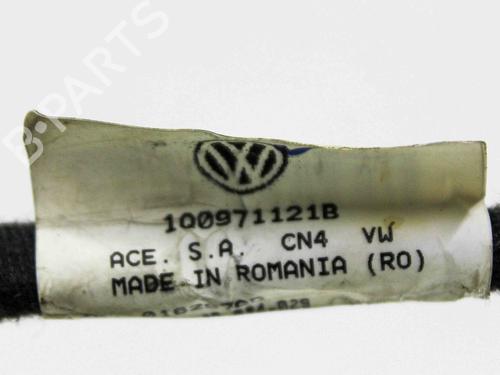 B-PARTS
1Q0971121B
ACE. S.A. CN4 VW
MADE IN ROMANIA (RO)